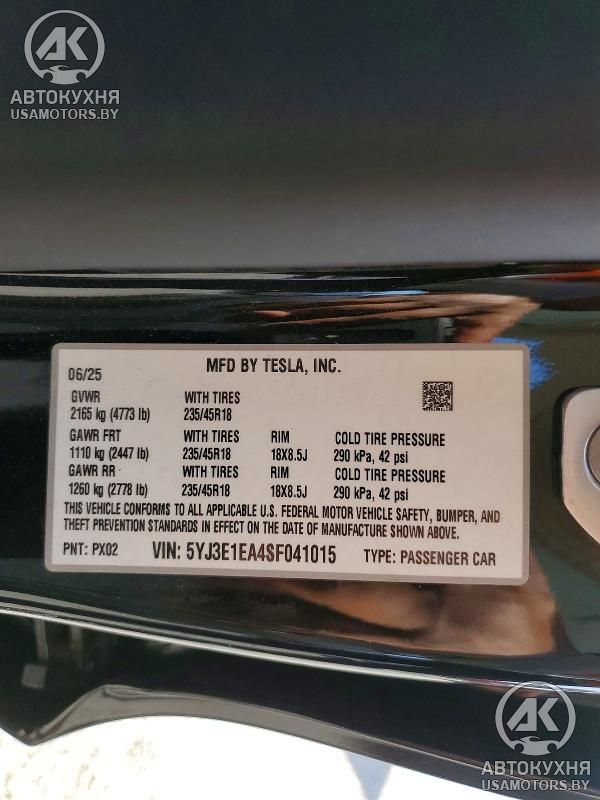 AK
АВТОКУХНЯ
USAMOTORS.BY
MFD BY TESLA, INC.
06/25
GVWR WITH TIRES
2165 kg (4773 lb) 235/45R18
GAWR FRT WITH TIRES RIM COLD TIRE PRESSURE
1110 kg (2447 lb) 235/45R18 18X8.5J 290 kPa, 42 psi
GAWR RR WITH TIRES RIM COLD TIRE PRESSURE
1260 kg (2778 lb) 235/45R18 18X8.5J 290 kPa, 42 psi
THIS VEHICLE CONFORMS TO ALL APPLICABLE U.S. FEDERAL MOTOR VEHICLE SAFETY, BUMPER, AND
THEFT PREVENTION STANDARDS IN EFFECT ON THE DATE OF MANUFACTURE SHOWN ABOVE.
PNT: PX02 VIN: 5YJ3E1EA4SF041015 TYPE: PASSENGER CAR
AK
АВТОКУХНЯ
USAMOTORS.BY